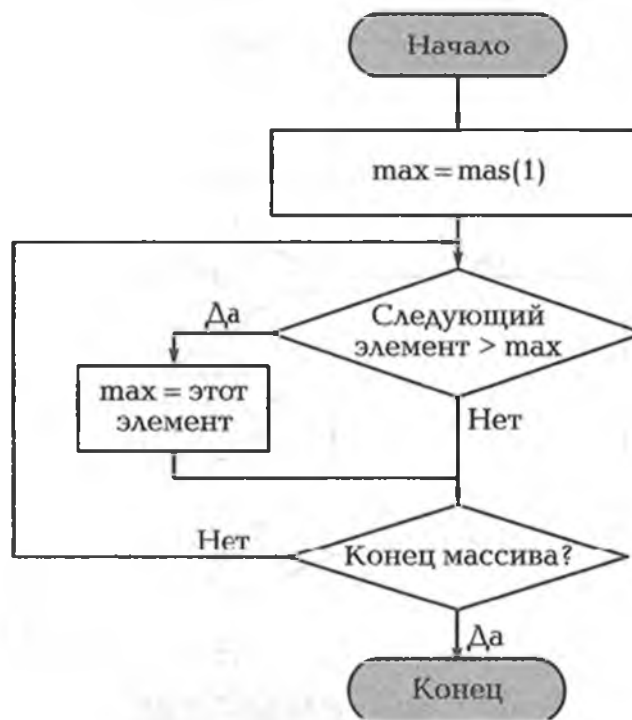 Начало
max = mas(1)
Следующий
элемент > max
Да
max = этот
элемент
Нет
Конец массива?
Нет
Да
Конец